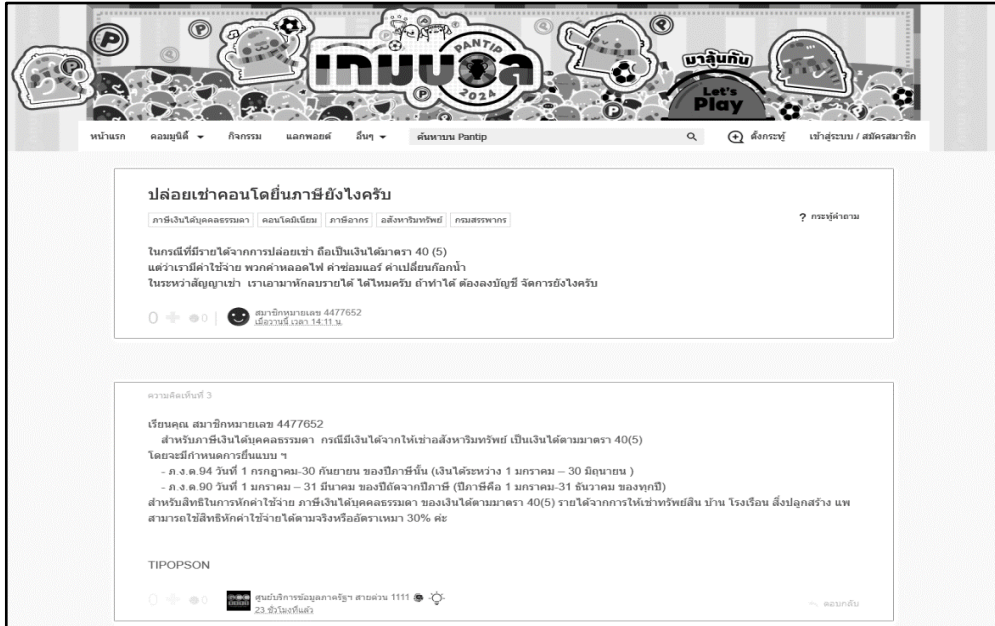 เกมบอล
PANTIP
2024
มาลุ้นกัน
Let's
Play
หน้าแรก คอมมูนิตี้ กิจกรรม แลกพอยต์ อื่นๆ ค้นหาบน Pantip ตั้งกระทู้ เข้าสู่ระบบ / สมัครสมาชิก
ปล่อยเช่าคอนโดยื่นภาษียังไงครับ
ภาษีเงินได้บุคคลธรรมดา คอนโดมิเนียม ภาษีอากร อสังหาริมทรัพย์ กรมสรรพากร
? กระทู้คำถาม
ในกรณีที่มีรายได้จากการปล่อยเช่า ถือเป็นเงินได้มาตรา 40 (5)
แต่ว่าเรามีค่าใช้จ่าย พวกค่าหลอดไฟ ค่าซ่อมแอร์ ค่าเปลี่ยนก๊อกน้ำ
ในระหว่าสัญญาเช่า เราเอามาหักลบรายได้ ได้ไหมครับ ถ้าทำได้ ต้องลงบัญชี จัดการยังไงครับ
0 0 สมาชิกหมายเลข 4477652
เมื่อวานนี้ เวลา 14:11 น.
ความคิดเห็นที่ 3
เรียนคุณ สมาชิกหมายเลข 4477652
สำหรับภาษีเงินได้บุคคลธรรมดา กรณีมีเงินได้จากให้เช่าอสังหาริมทรัพย์ เป็นเงินได้ตามมาตรา 40(5)
โดยจะมีกำหนดการยื่นแบบ ฯ
- ภ.ง.ด.94 วันที่ 1 กรกฎาคม-30 กันยายน ของปีภาษีนั้น (เงินได้ระหว่าง 1 มกราคม – 30 มิถุนายน )
- ภ.ง.ด.90 วันที่ 1 มกราคม – 31 มีนาคม ของปีถัดจากปีภาษี (ปีภาษีคือ 1 มกราคม-31 ธันวาคม ของทุกปี)
สำหรับสิทธิในการหักค่าใช้จ่าย ภาษีเงินได้บุคคลธรรมดา ของเงินได้ตามมาตรา 40(5) รายได้จากการให้เช่าทรัพย์สิน บ้าน โรงเรือน สิ่งปลูกสร้าง แพ
สามารถใช้สิทธิหักค่าใช้จ่ายได้ตามจริงหรืออัตราเหมา 30% ค่ะ
TIPOPSON
0 0 ศูนย์บริการข้อมูลภาครัฐฯ สายด่วน 1111
23 ชั่วโมงที่แล้ว
ตอบกลับ